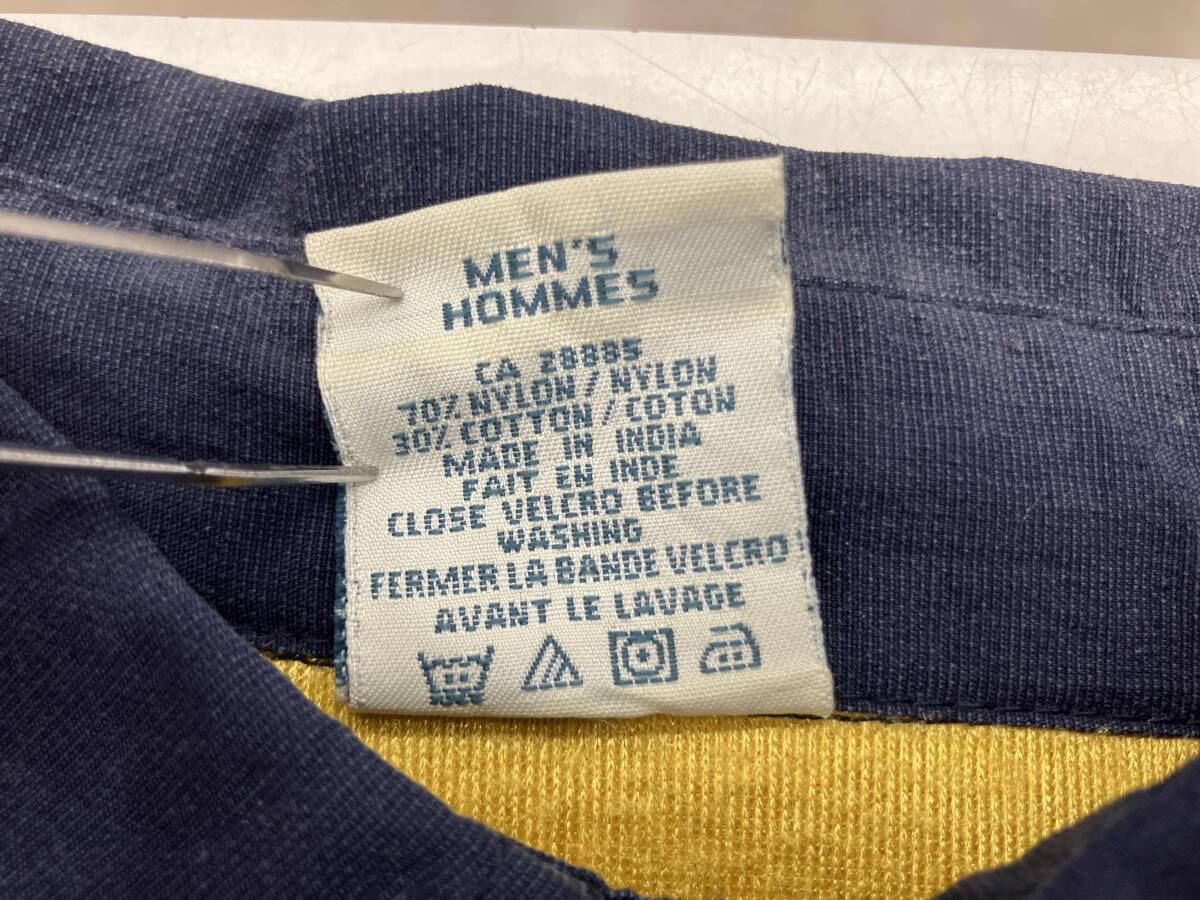 MEN'S
HOMMES
CA 28885
70% NYLON / NYLON
30% COTTON / COTON
MADE IN INDIA
FAIT EN INDE
CLOSE VELCRO BEFORE
WASHING
FERMER LA BANDE VELCRO
AVANT LE LAVAGE